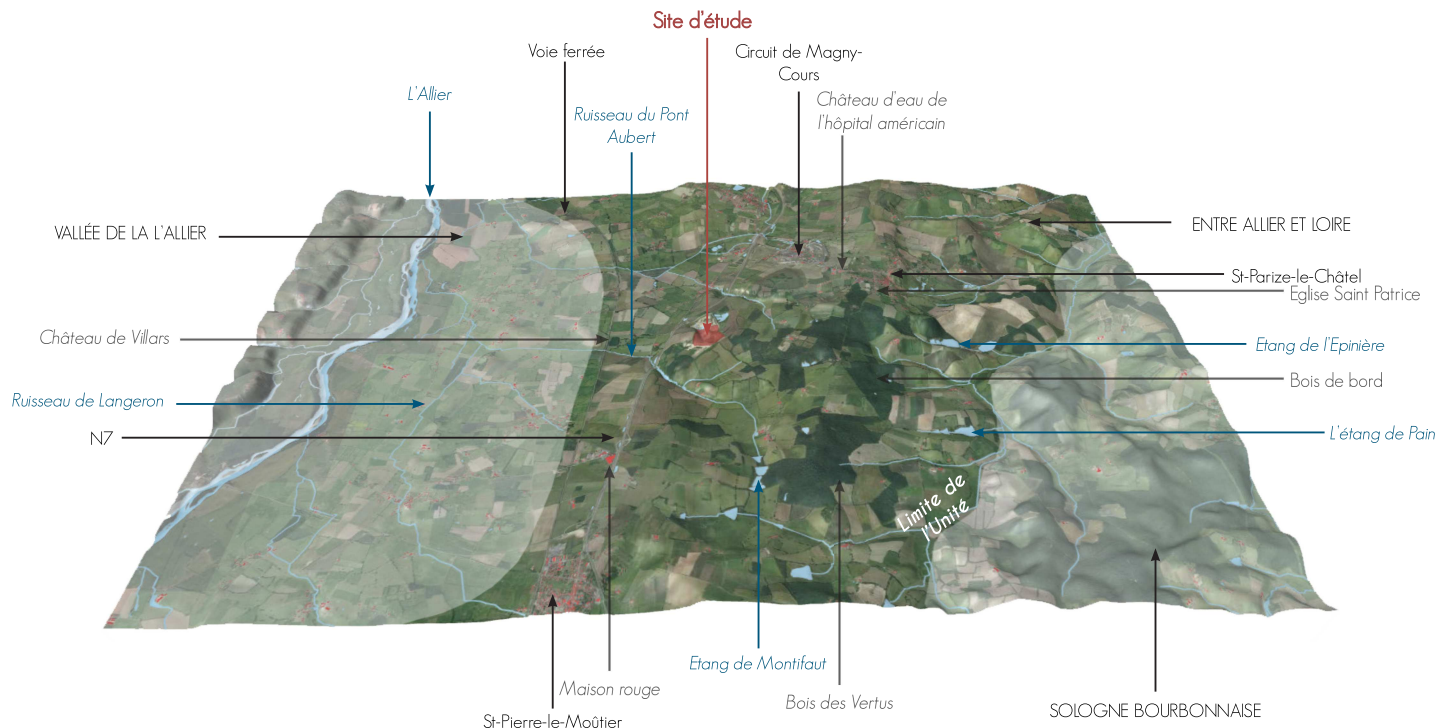 Site d'étude
Voie ferrée
Circuit de Magny-
Cours
L'Allier
Château d'eau de
l'hôpital américain
Ruisseau du Pont
Aubert
VALLÉE DE LA L'ALLIER
ENTRE ALLIER ET LOIRE
St-Parize-le-Châtel
Eglise Saint Patrice
Château de Villars
Etang de l'Epinière
Bois de bord
Ruisseau de Langeron
N7
L'étang de Pain
Limite de
l'Unité
Etang de Montifaut
Maison rouge
Bois des Vertus
St-Pierre-le-Moûtier
SOLOGNE BOURBONNAISE